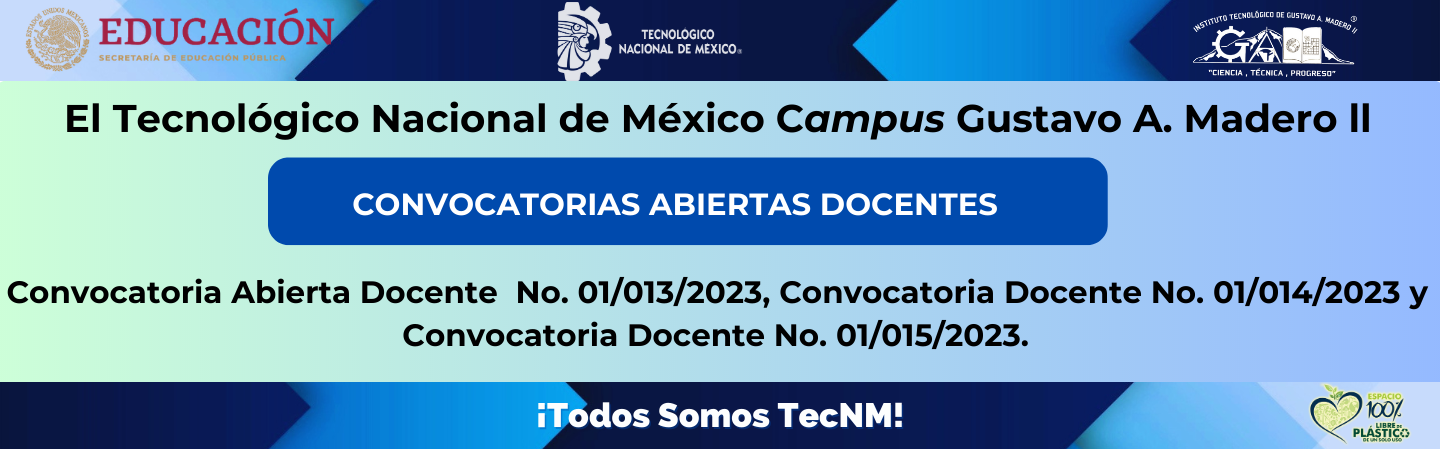 EDUCACIÓN
SECRETARÍA DE EDUCACIÓN PÚBLICA
TECNOLÓGICO
NACIONAL DE MÉXICO®
INSTITUTO TECNOLÓGICO DE GUSTAVO A. MADERO II
GAM
"CIENCIA , TÉCNICA , PROGRESO"
El Tecnológico Nacional de México Campus Gustavo A. Madero ll
CONVOCATORIAS ABIERTAS DOCENTES
Convocatoria Abierta Docente No. 01/013/2023, Convocatoria Docente No. 01/014/2023 y
Convocatoria Docente No. 01/015/2023.
¡Todos Somos TecNM!
ESPACIO
100%
LIBRE DE
PLÁSTICO
DE UN SOLO USO